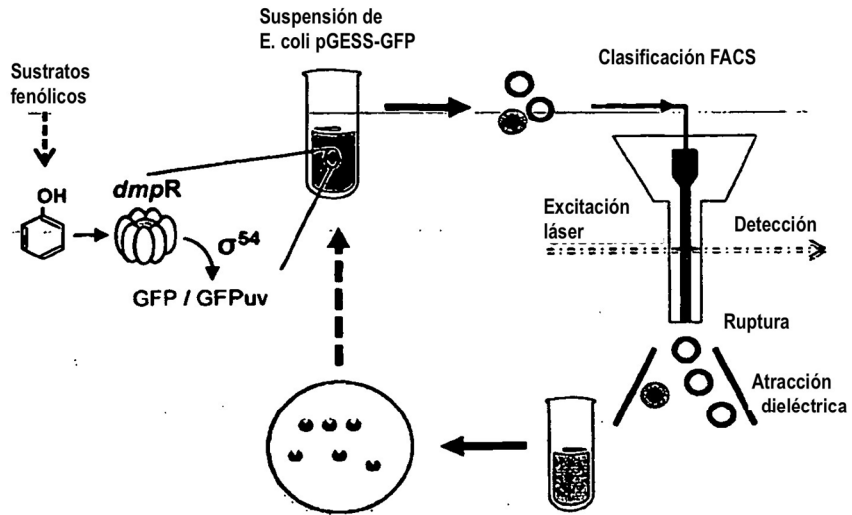 Suspensión de
E. coli pGESS-GFP
Clasificación FACS
Sustratos
fenólicos
OH
dmpR
σ54
GFP / GFPuv
Excitación
láser
Detección
Ruptura
Atracción
dieléctrica